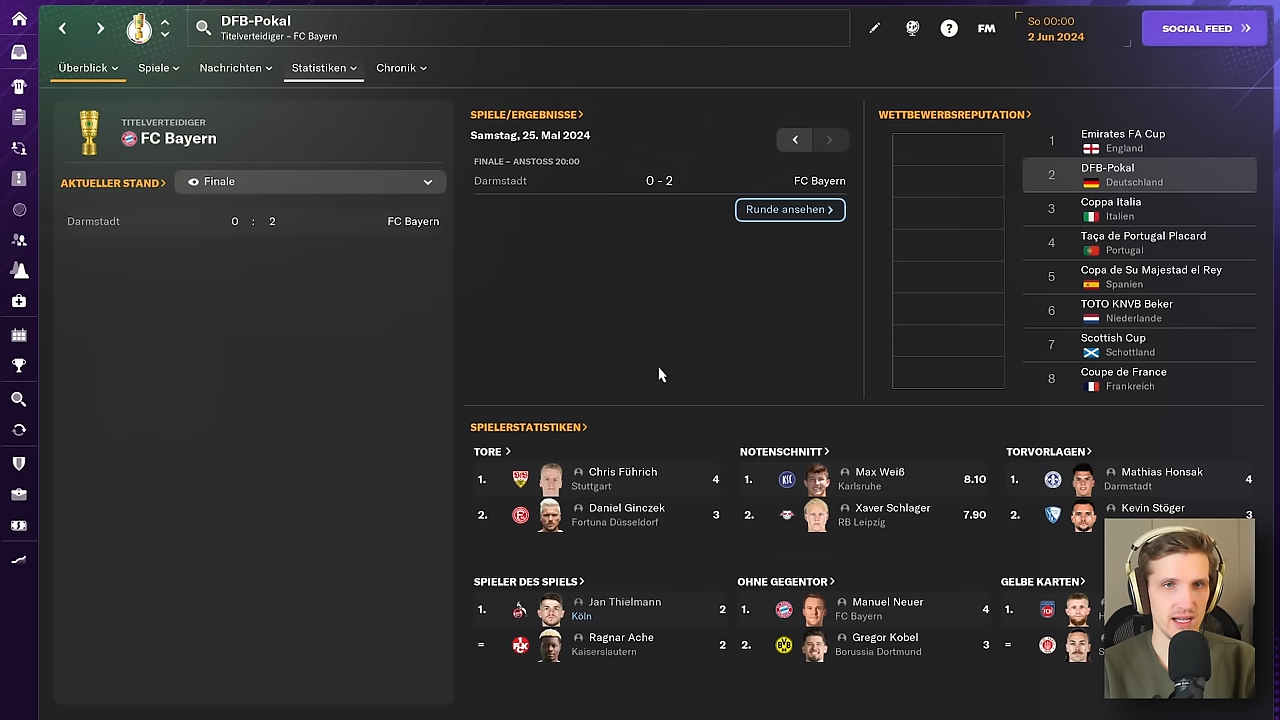 DFB-Pokal
Titelverteidiger – FC Bayern
FM
So 00:00
2 Jun 2024
SOCIAL FEED
Überblick
Spiele
Nachrichten
Statistiken
Chronik
TITELVERTEIDIGER
FC Bayern
AKTUELLER STAND
Finale
Darmstadt 0 : 2 FC Bayern
SPIELE/ERGEBNISSE
Samstag, 25. Mai 2024
FINALE – ANSTOSS 20:00
Darmstadt 0 - 2 FC Bayern
Runde ansehen
WETTBEWERBSREPUTATION
1 Emirates FA Cup
England
2 DFB-Pokal
Deutschland
3 Coppa Italia
Italien
4 Taça de Portugal Placard
Portugal
5 Copa de Su Majestad el Rey
Spanien
6 TOTO KNVB Beker
Niederlande
7 Scottish Cup
Schottland
8 Coupe de France
Frankreich
SPIELERSTATISTIKEN
TORE
1. Chris Führich 4
Stuttgart
2. Daniel Ginczek 3
Fortuna Düsseldorf
NOTENSCHNITT
1. Max Weiß 8.10
Karlsruhe
2. Xaver Schlager 7.90
RB Leipzig
TORVORLAGEN
1. Mathias Honsak 4
Darmstadt
2. Kevin Stöger 3
SPIELER DES SPIELS
1. Jan Thielmann 2
Köln
= Ragnar Ache 2
Kaiserslautern
OHNE GEGENTOR
1. Manuel Neuer 4
FC Bayern
2. Gregor Kobel 3
Borussia Dortmund
GELBE KARTEN
1.
=